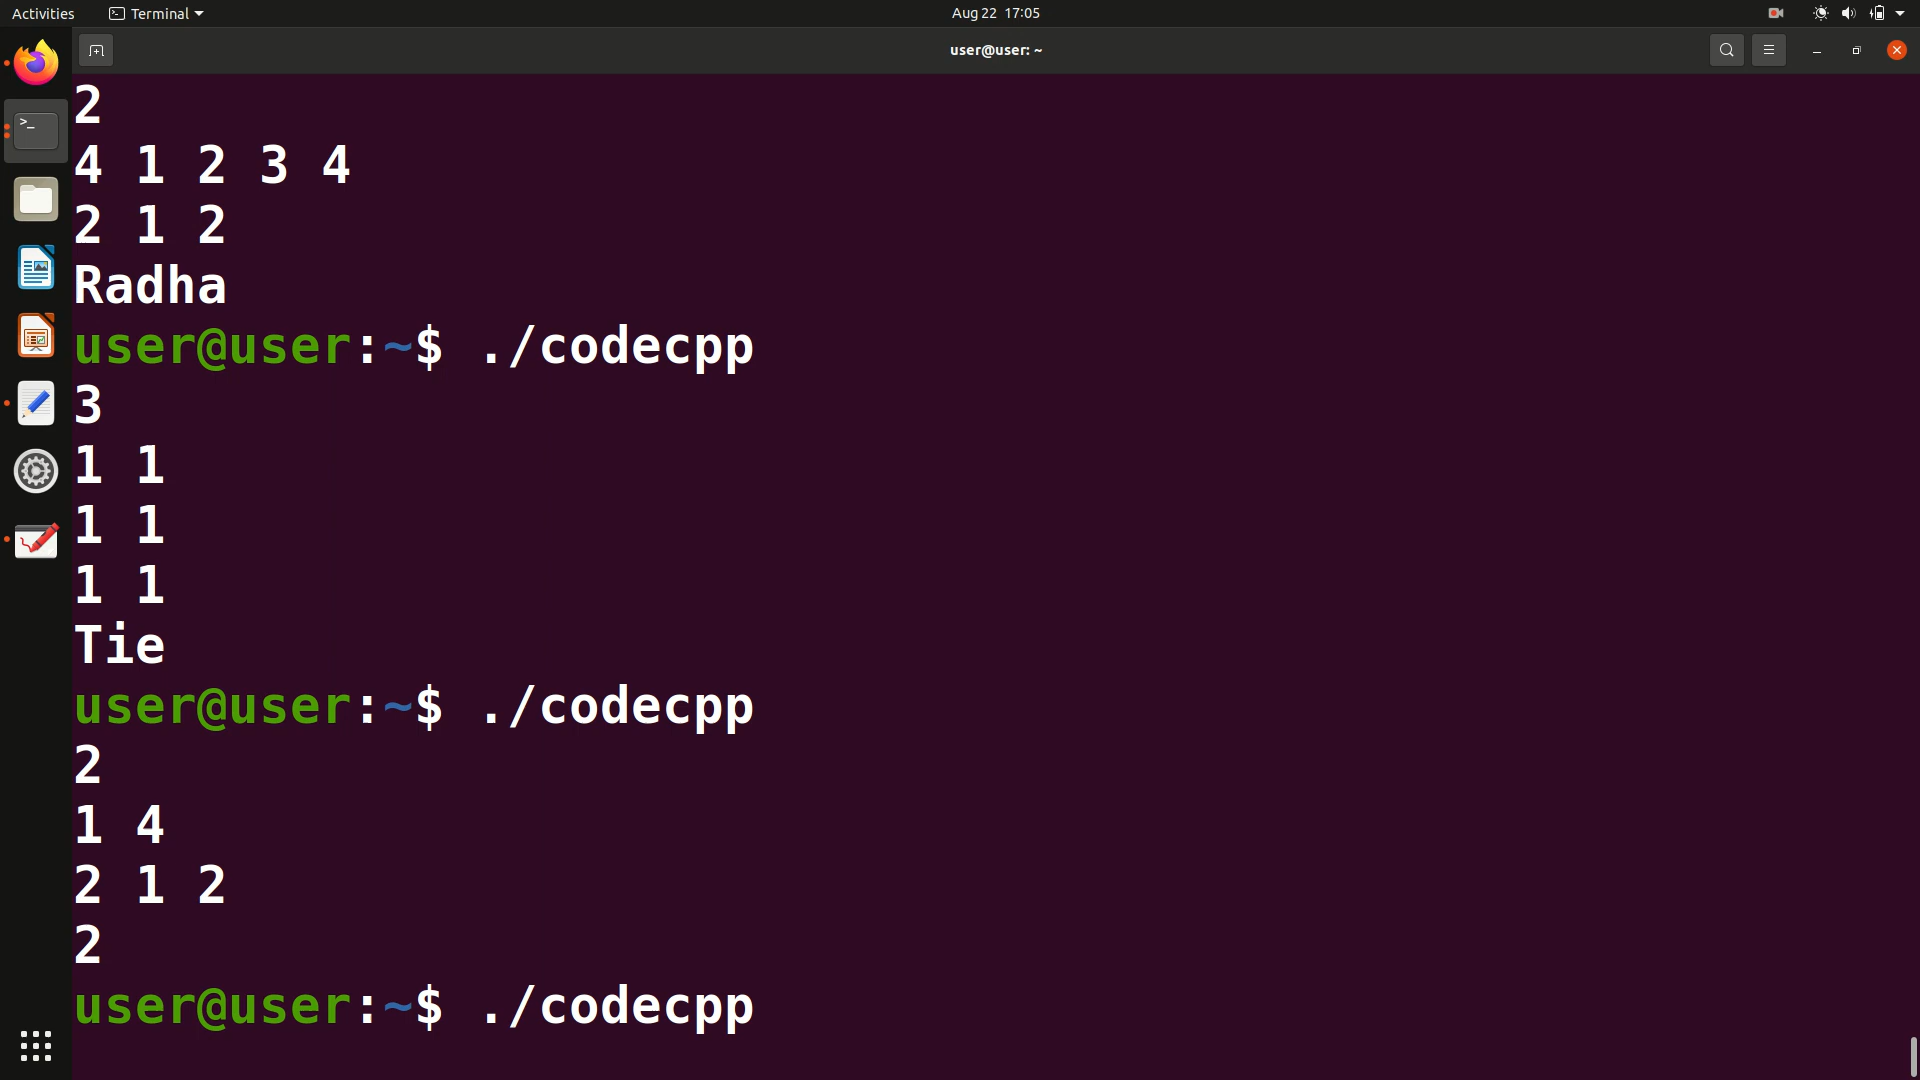 Activities
Terminal
Aug 22 17:05
user@user: ~
2
4 1 2 3 4
2 1 2
Radha
user@user:~$ ./codecpp
3
1 1
1 1
1 1
Tie
user@user:~$ ./codecpp
2
1 4
2 1 2
2
user@user:~$ ./codecpp